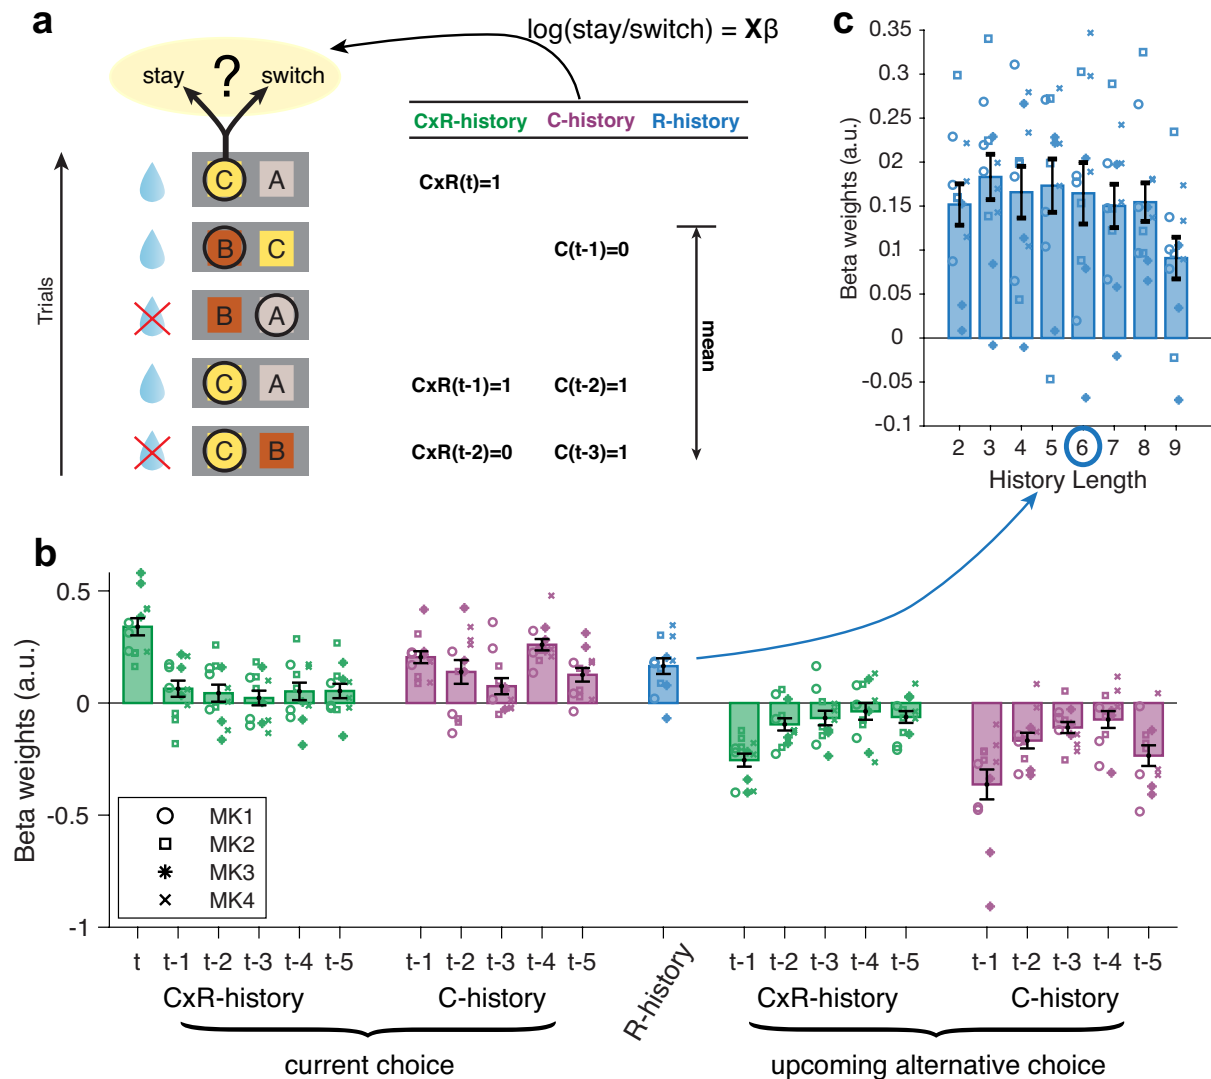 a
log(stay/switch) = Xβ
stay ? switch
CxR-history C-history R-history
Trials
C A
CxR(t)=1
B C
C(t-1)=0
B A
mean
C A
CxR(t-1)=1 C(t-2)=1
C B
CxR(t-2)=0 C(t-3)=1
c
Beta weights (a.u.)
0.35
0.3
0.25
0.2
0.15
0.1
0.05
0
-0.05
-0.1
2 3 4 5 6 7 8 9
History Length
b
Beta weights (a.u.)
0.5
0
-0.5
-1
MK1
MK2
MK3
MK4
t t-1 t-2 t-3 t-4 t-5 t-1 t-2 t-3 t-4 t-5 R-history t-1 t-2 t-3 t-4 t-5 t-1 t-2 t-3 t-4 t-5
CxR-history C-history CxR-history C-history
current choice upcoming alternative choice